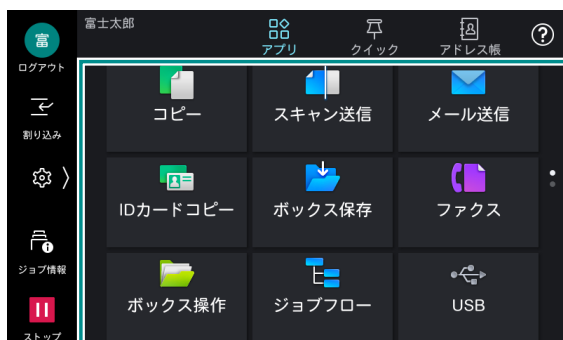 富
富士太郎
アプリ
クイック
アドレス帳
?
ログアウト
割り込み
ジョブ情報
ストップ
コピー
スキャン送信
メール送信
IDカードコピー
ボックス保存
ファクス
ボックス操作
ジョブフロー
USB